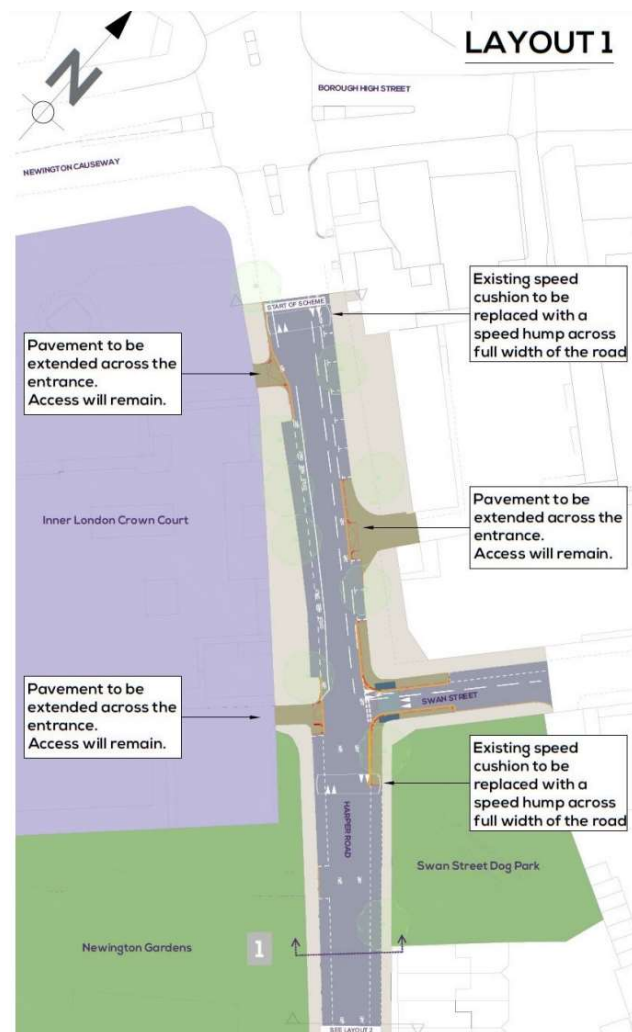 LAYOUT 1
N
BOROUGH HIGH STREET
NEWINGTON CAUSEWAY
START OF SCHEME
Existing speed
cushion to be
replaced with a
speed hump across
full width of the road
Pavement to be
extended across the
entrance.
Access will remain.
Inner London Crown Court
Pavement to be
extended across the
entrance.
Access will remain.
Pavement to be
extended across the
entrance.
Access will remain.
SWAN STREET
Existing speed
cushion to be
replaced with a
speed hump across
full width of the road
HARPER ROAD
Swan Street Dog Park
Newington Gardens
1
SEE LAYOUT 2